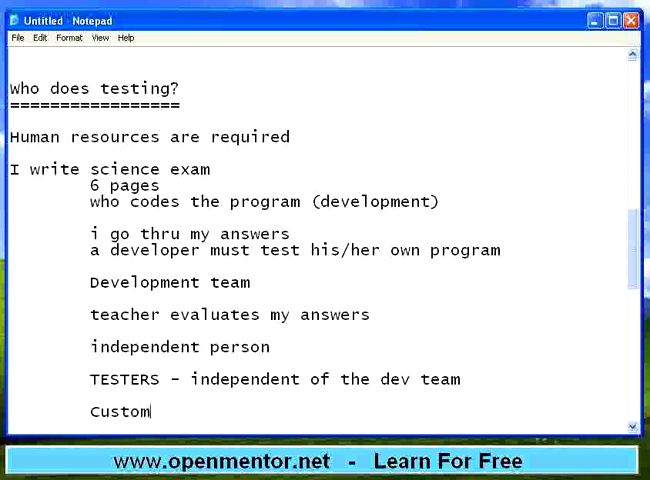 Untitled - Notepad
File Edit Format View Help
Who does testing?
=================
Human resources are required
I write science exam
6 pages
who codes the program (development)
i go thru my answers
a developer must test his/her own program
Development team
teacher evaluates my answers
independent person
TESTERS - independent of the dev team
Custom
www.openmentor.net - Learn For Free